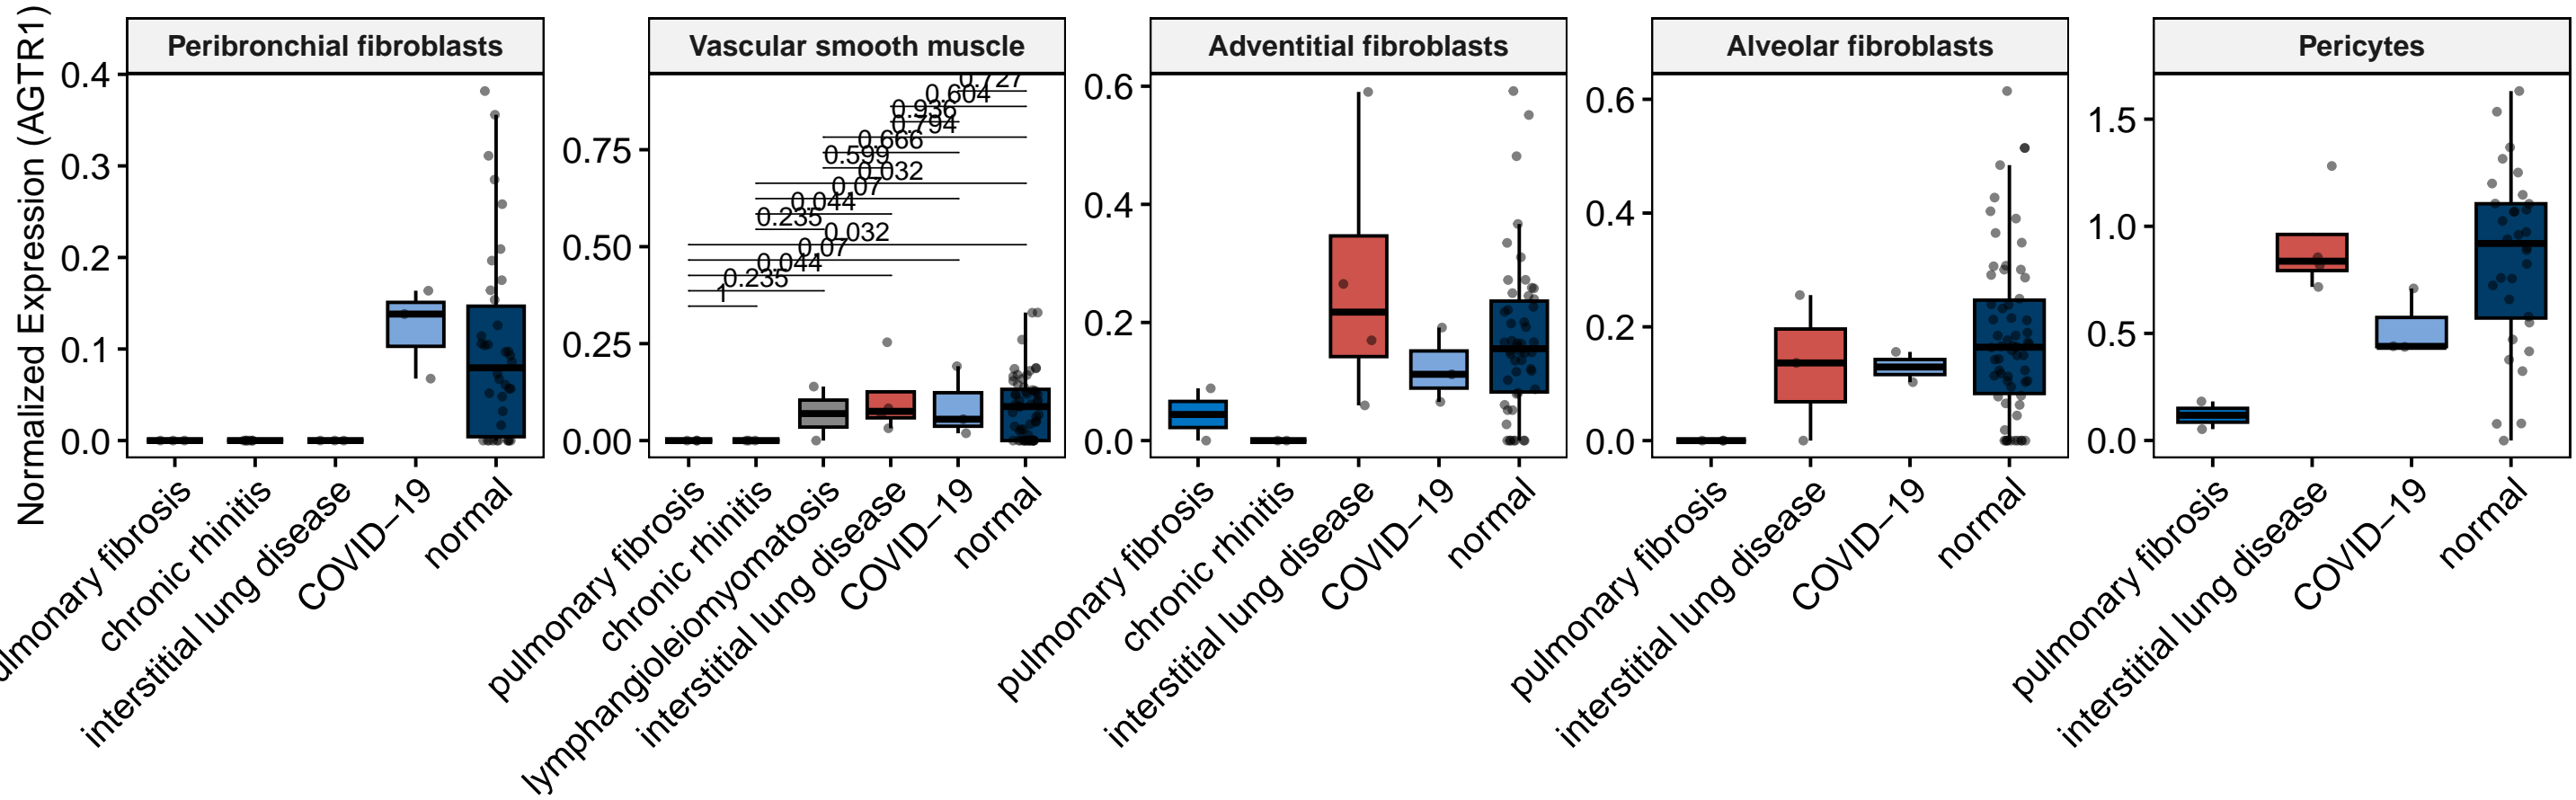 Normalized Expression (AGTR1)
Peribronchial fibroblasts
0.4
0.3
0.2
0.1
0.0
pulmonary fibrosis
chronic rhinitis
interstitial lung disease
COVID–19
normal
Vascular smooth muscle
0.75
0.50
0.25
0.00
0.727
0.604
0.936
0.794
0.666
0.599
0.032
0.07
0.044
0.235
0.032
0.07
0.044
0.235
1
pulmonary fibrosis
chronic rhinitis
lymphangioleiomyomatosis
interstitial lung disease
COVID–19
normal
Adventitial fibroblasts
0.6
0.4
0.2
0.0
pulmonary fibrosis
chronic rhinitis
interstitial lung disease
COVID–19
normal
Alveolar fibroblasts
0.6
0.4
0.2
0.0
pulmonary fibrosis
interstitial lung disease
COVID–19
normal
Pericytes
1.5
1.0
0.5
0.0
pulmonary fibrosis
interstitial lung disease
COVID–19
normal